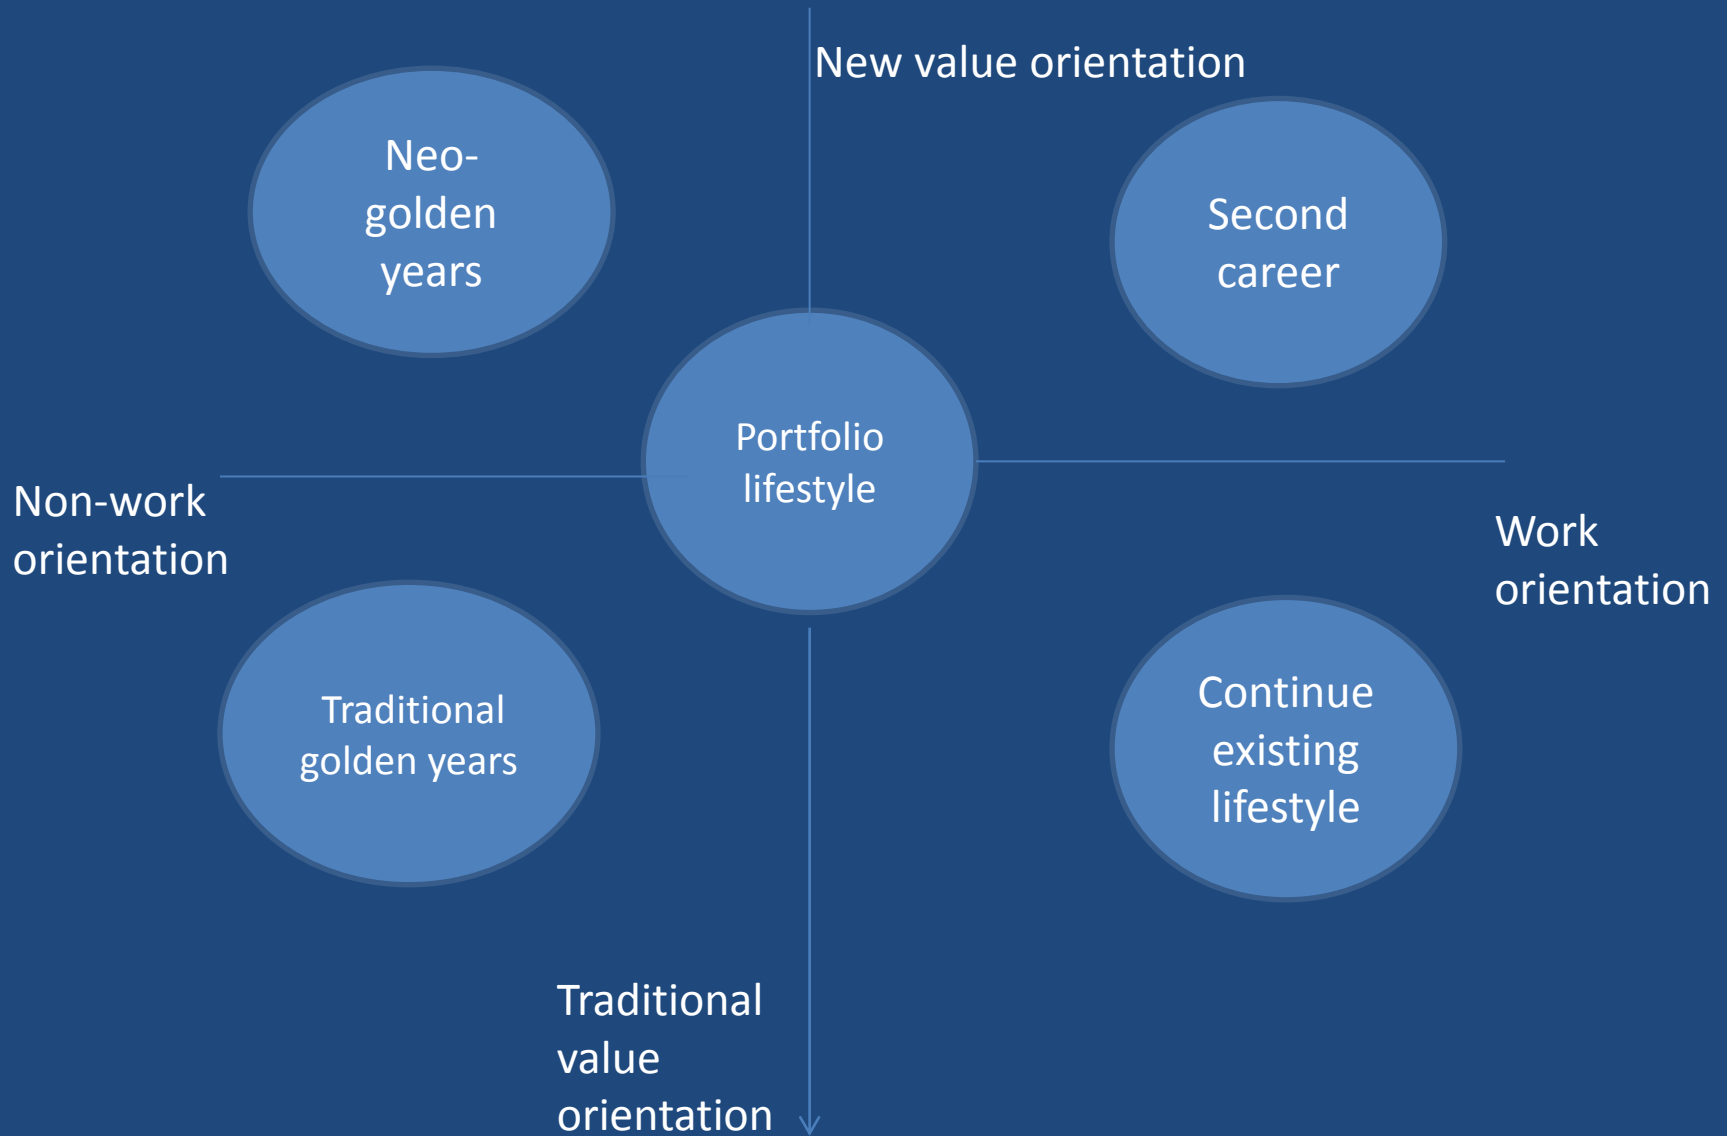 New value orientation
Neo-
golden
years
Second
career
Portfolio
lifestyle
Non-work
orientation
Work
orientation
Traditional
golden years
Continue
existing
lifestyle
Traditional
value
orientation